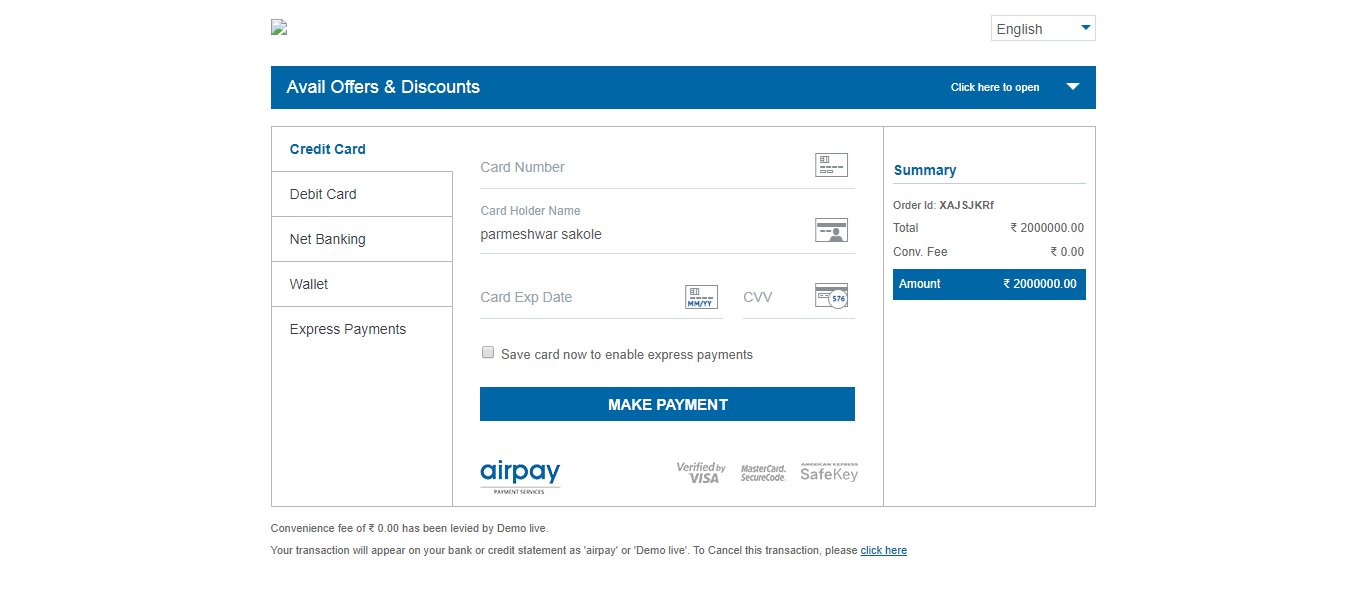 English
Avail Offers & Discounts
Click here to open
Credit Card
Debit Card
Net Banking
Wallet
Express Payments
Card Number
Card Holder Name
parmeshwar sakole
Card Exp Date
MM/YY
CVV
576
Save card now to enable express payments
MAKE PAYMENT
airpay
PAYMENT SERVICES
Verified by
VISA
MasterCard.
SecureCode.
AMERICAN EXPRESS
SafeKey
Summary
Order Id: XAJSJKRf
Total ₹ 2000000.00
Conv. Fee ₹ 0.00
Amount ₹ 2000000.00
Convenience fee of ₹ 0.00 has been levied by Demo live.
Your transaction will appear on your bank or credit statement as 'airpay' or 'Demo live'. To Cancel this transaction, please click here